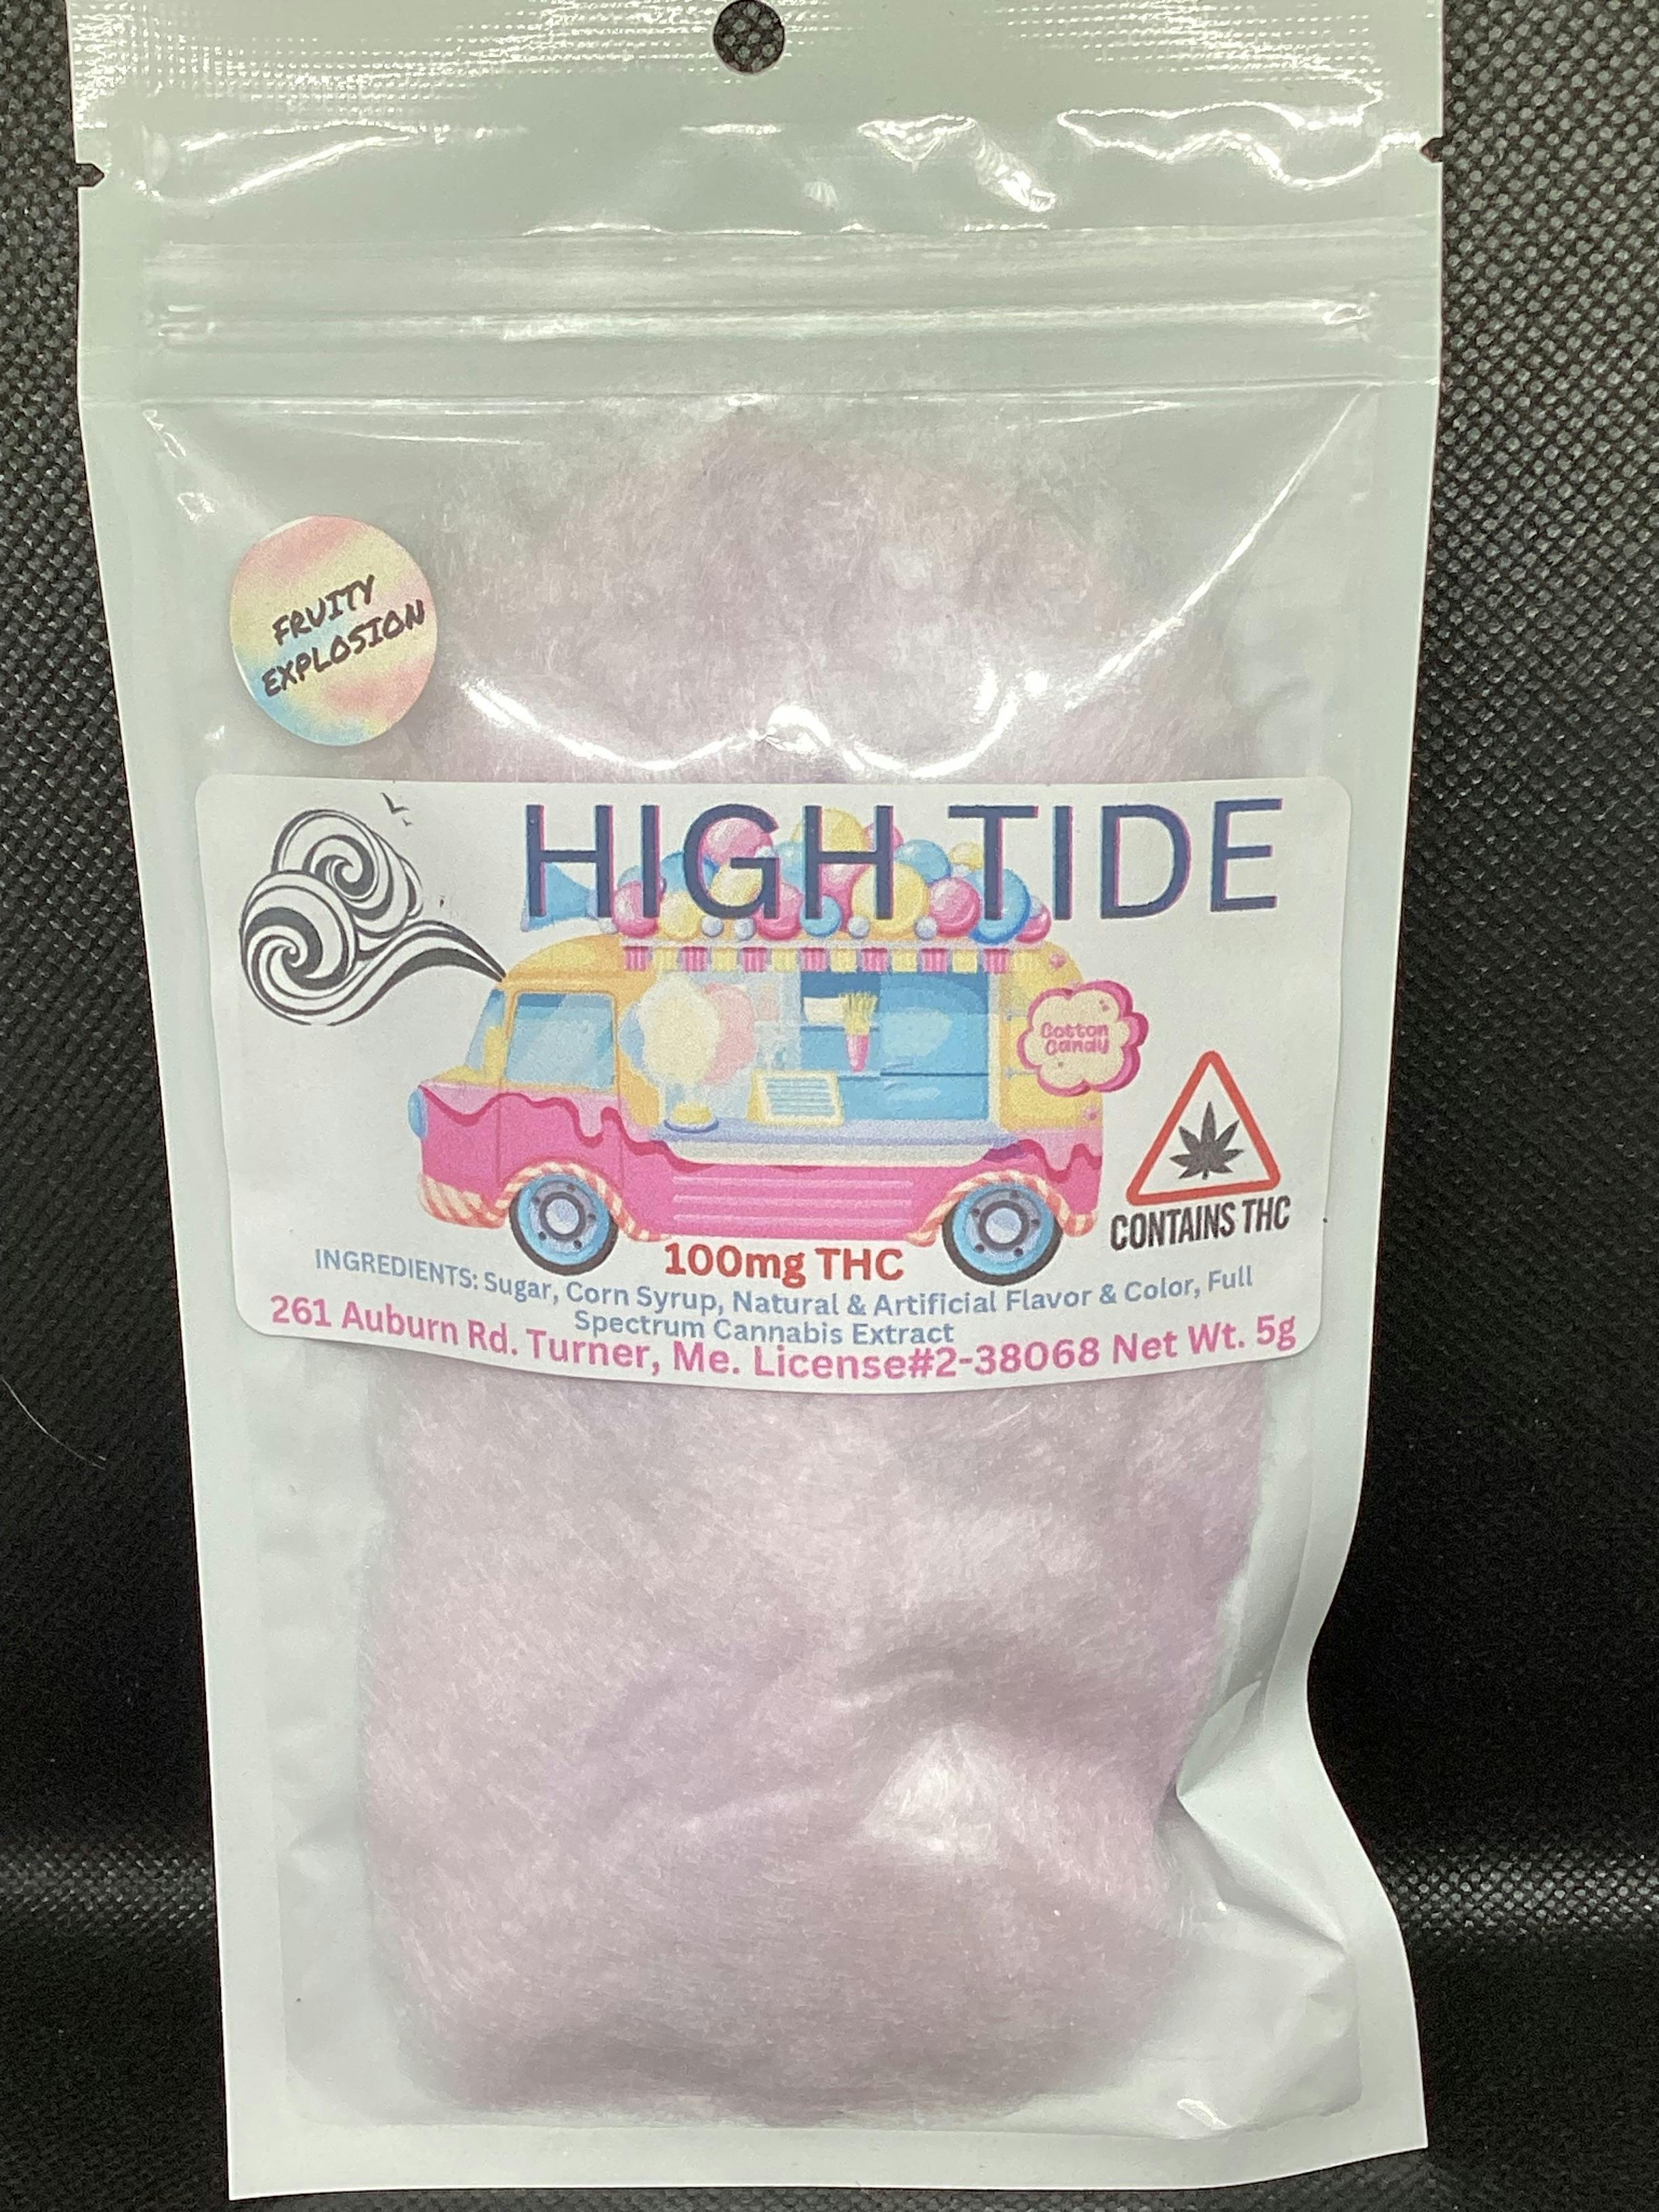 FRUITY
EXPLOSION
HIGH TIDE
Cotton
Candy
CONTAINS THC
100mg THC
INGREDIENTS: Sugar, Corn Syrup, Natural & Artificial Flavor & Color, Full
Spectrum Cannabis Extract
261 Auburn Rd. Turner, Me. License#2-38068 Net Wt. 5g